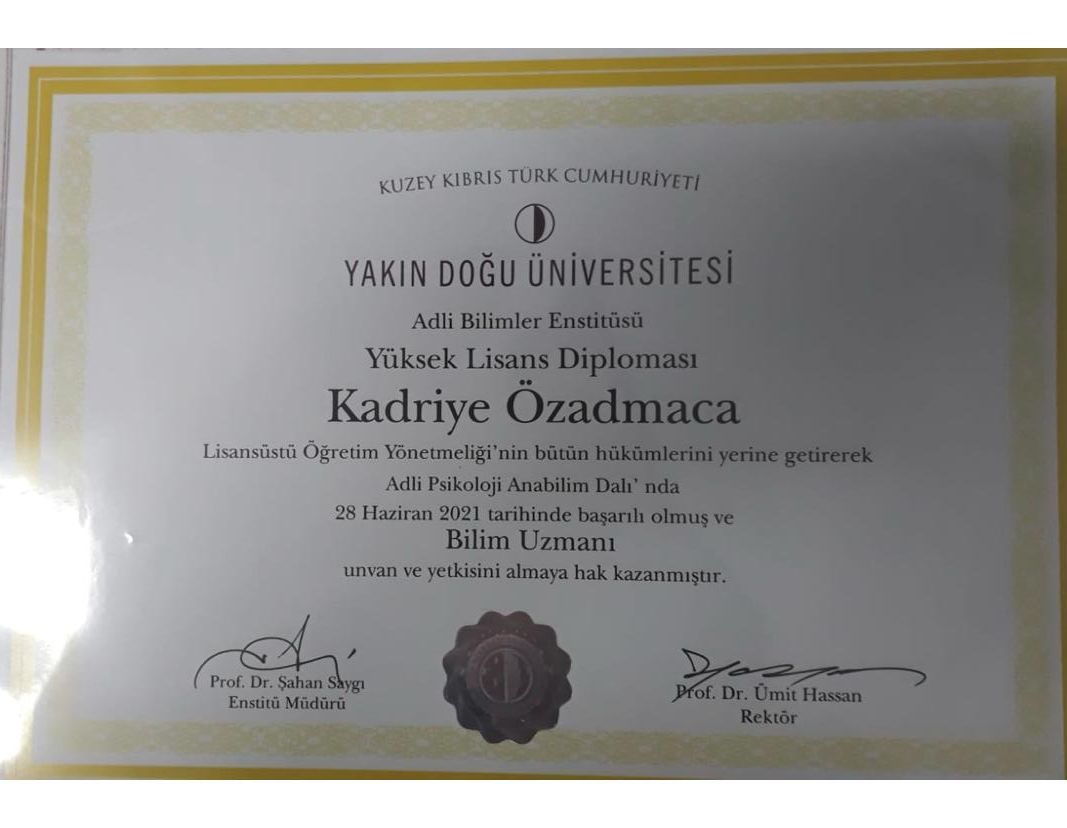 KUZEY KIBRIS TÜRK CUMHURİYETİ
YAKIN DOĞU ÜNİVERSİTESİ
Adli Bilimler Enstitüsü
Yüksek Lisans Diploması
Kadriye Özadmaca
Lisansüstü Öğretim Yönetmeliği'nin bütün hükümlerini yerine getirerek
Adli Psikoloji Anabilim Dalı' nda
28 Haziran 2021 tarihinde başarılı olmuş ve
Bilim Uzmanı
unvan ve yetkisini almaya hak kazanmıştır.
Prof. Dr. Şahan Saygı
Enstitü Müdürü
Prof. Dr. Ümit Hassan
Rektör